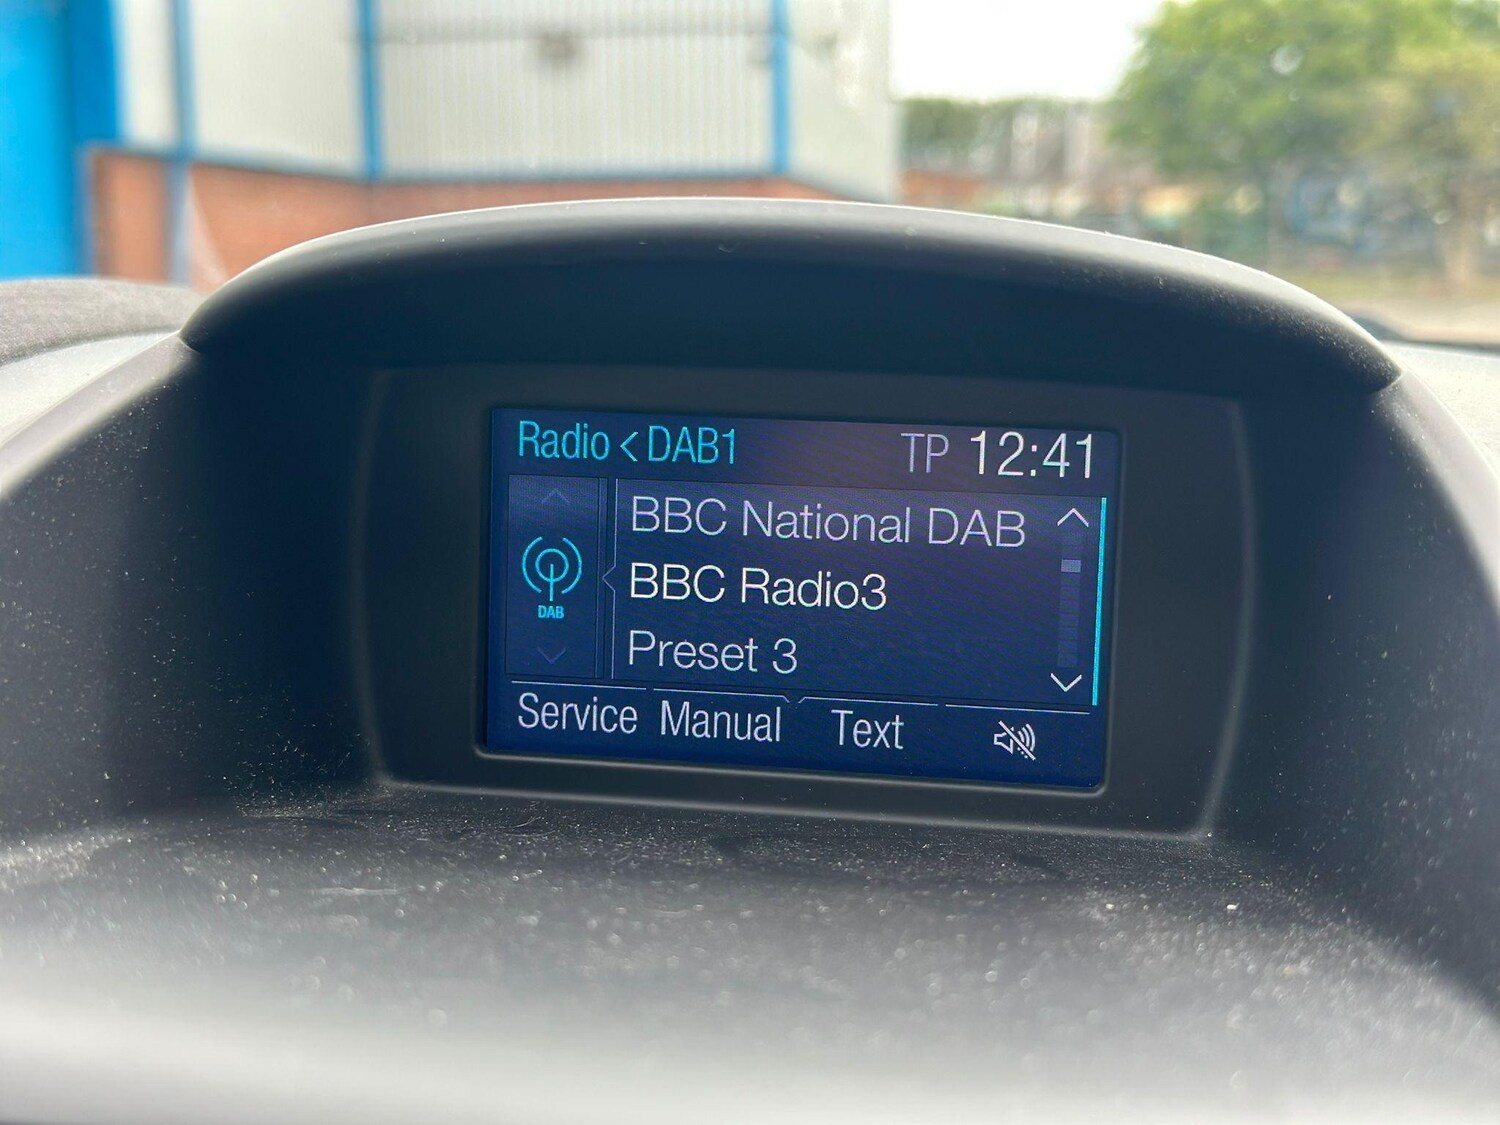 Radio < DAB1 TP 12:41
BBC National DAB
DAB
BBC Radio3
Preset 3
Service Manual Text